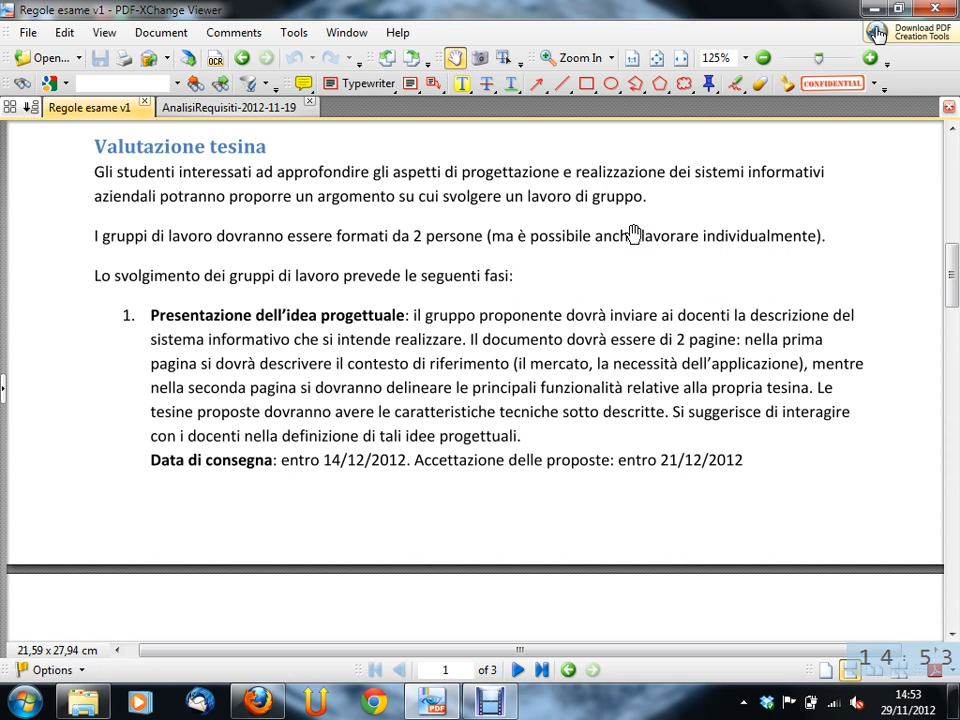 Regole esame v1 - PDF-XChange Viewer
File Edit View Document Comments Tools Window Help
Download PDF Creation Tools
Open... OCR Zoom In 125%
Typewriter CONFIDENTIAL
Regole esame v1 AnalisiRequisiti-2012-11-19
Valutazione tesina
Gli studenti interessati ad approfondire gli aspetti di progettazione e realizzazione dei sistemi informativi
aziendali potranno proporre un argomento su cui svolgere un lavoro di gruppo.
I gruppi di lavoro dovranno essere formati da 2 persone (ma è possibile anche lavorare individualmente).
Lo svolgimento dei gruppi di lavoro prevede le seguenti fasi:
1. Presentazione dell’idea progettuale: il gruppo proponente dovrà inviare ai docenti la descrizione del
sistema informativo che si intende realizzare. Il documento dovrà essere di 2 pagine: nella prima
pagina si dovrà descrivere il contesto di riferimento (il mercato, la necessità dell’applicazione), mentre
nella seconda pagina si dovranno delineare le principali funzionalità relative alla propria tesina. Le
tesine proposte dovranno avere le caratteristiche tecniche sotto descritte. Si suggerisce di interagire
con i docenti nella definizione di tali idee progettuali.
Data di consegna: entro 14/12/2012. Accettazione delle proposte: entro 21/12/2012
21,59 x 27,94 cm
14:53
Options 1 of 3
PDF
14:53
29/11/2012